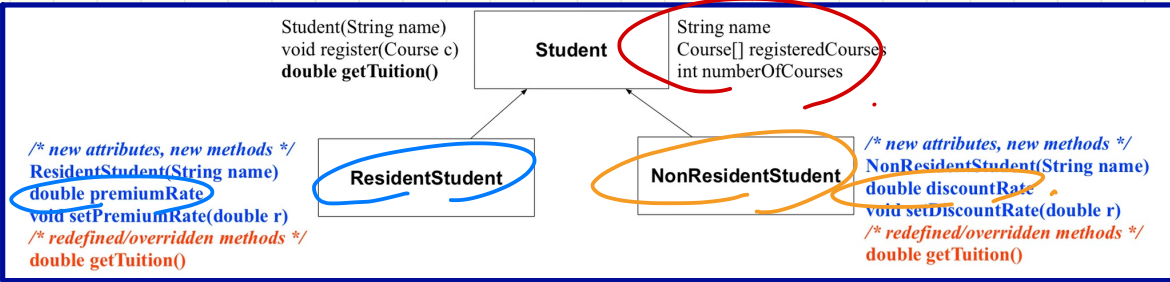 Student(String name)
void register(Course c)
double getTuition()
Student
String name
Course[] registeredCourses
int numberOfCourses
/* new attributes, new methods */
ResidentStudent(String name)
double premiumRate
void setPremiumRate(double r)
/* redefined/overridden methods */
double getTuition()
ResidentStudent
NonResidentStudent
/* new attributes, new methods */
NonResidentStudent(String name)
double discountRate
void setDiscountRate(double r)
/* redefined/overridden methods */
double getTuition()